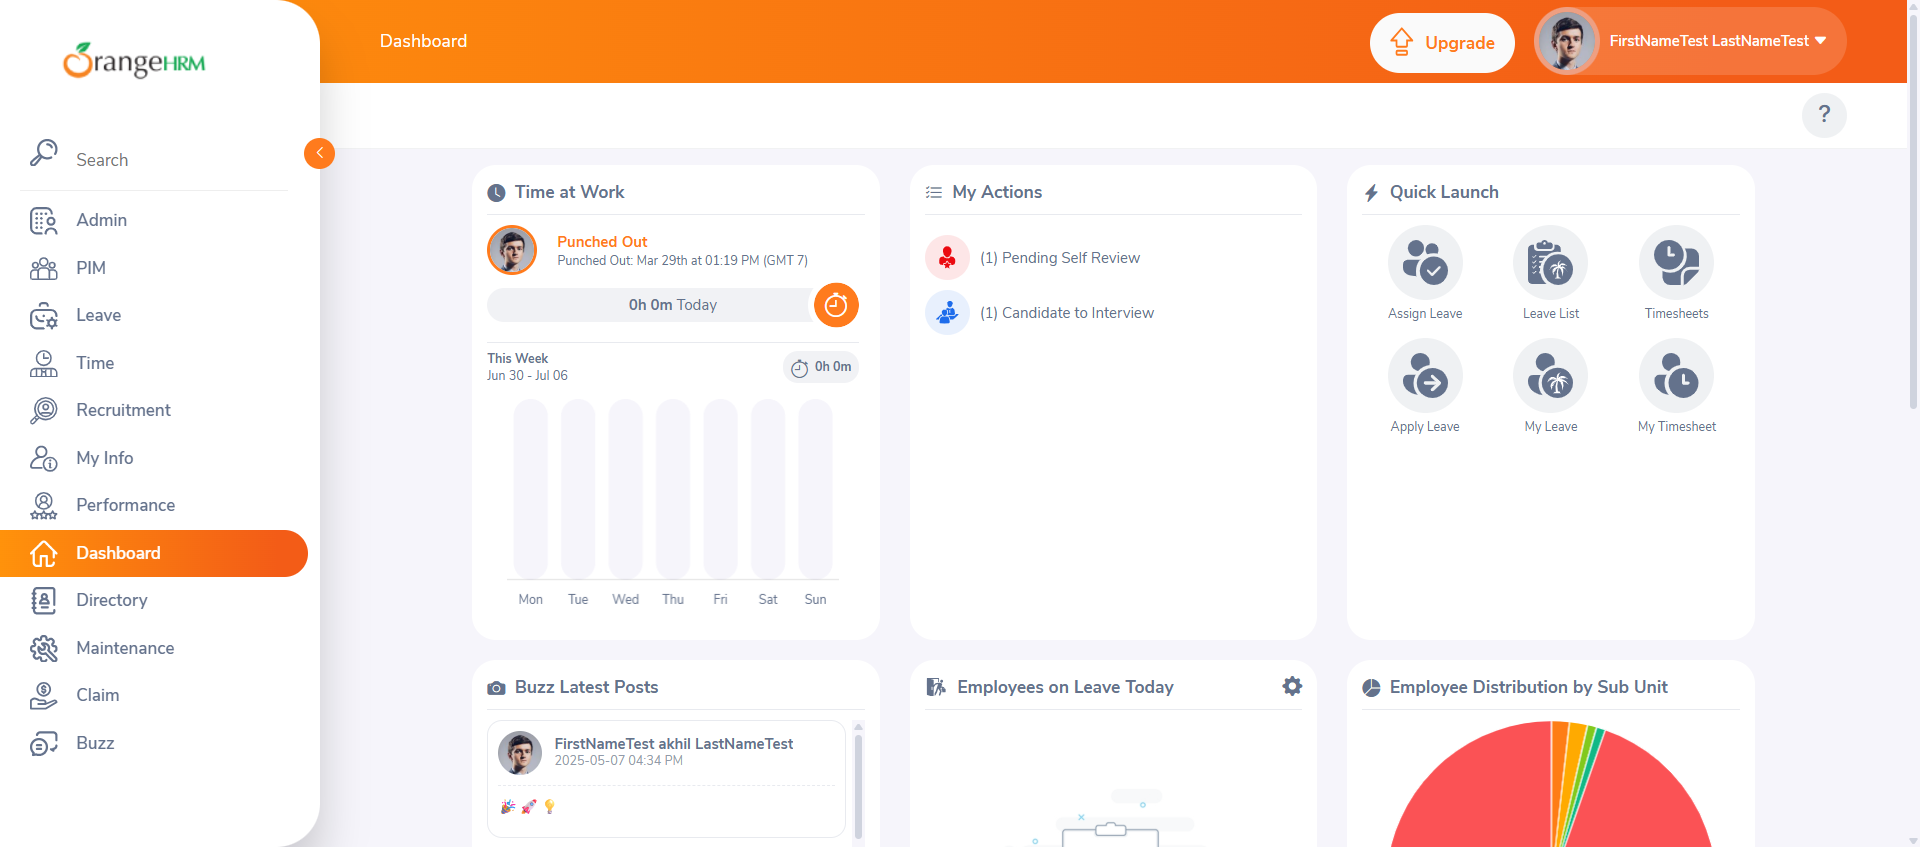 OrangeHRM
Search
Admin
PIM
Leave
Time
Recruitment
My Info
Performance
Dashboard
Directory
Maintenance
Claim
Buzz
Dashboard
Upgrade
FirstNameTest LastNameTest
?
Time at Work
Punched Out
Punched Out: Mar 29th at 01:19 PM (GMT 7)
0h 0m Today
This Week
Jun 30 - Jul 06
0h 0m
Mon Tue Wed Thu Fri Sat Sun
My Actions
(1) Pending Self Review
(1) Candidate to Interview
Quick Launch
Assign Leave Leave List Timesheets
Apply Leave My Leave My Timesheet
Buzz Latest Posts
FirstNameTest akhil LastNameTest
2025-05-07 04:34 PM
🎉 🚀 💡
Employees on Leave Today
Employee Distribution by Sub Unit